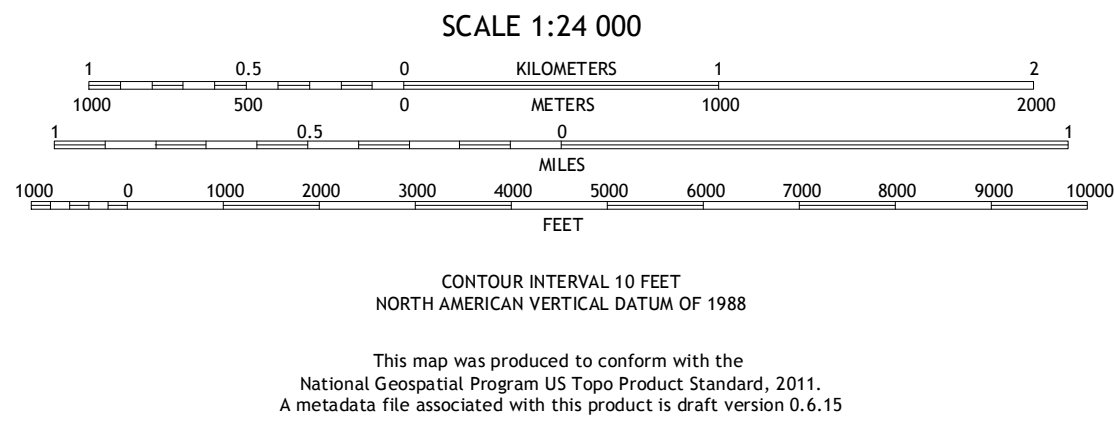 SCALE 1:24 000
1 0.5 0 KILOMETERS 1 2
1000 500 0 METERS 1000 2000
1 0.5 0 1
MILES
1000 0 1000 2000 3000 4000 5000 6000 7000 8000 9000 10000
FEET
CONTOUR INTERVAL 10 FEET
NORTH AMERICAN VERTICAL DATUM OF 1988
This map was produced to conform with the
National Geospatial Program US Topo Product Standard, 2011.
A metadata file associated with this product is draft version 0.6.15